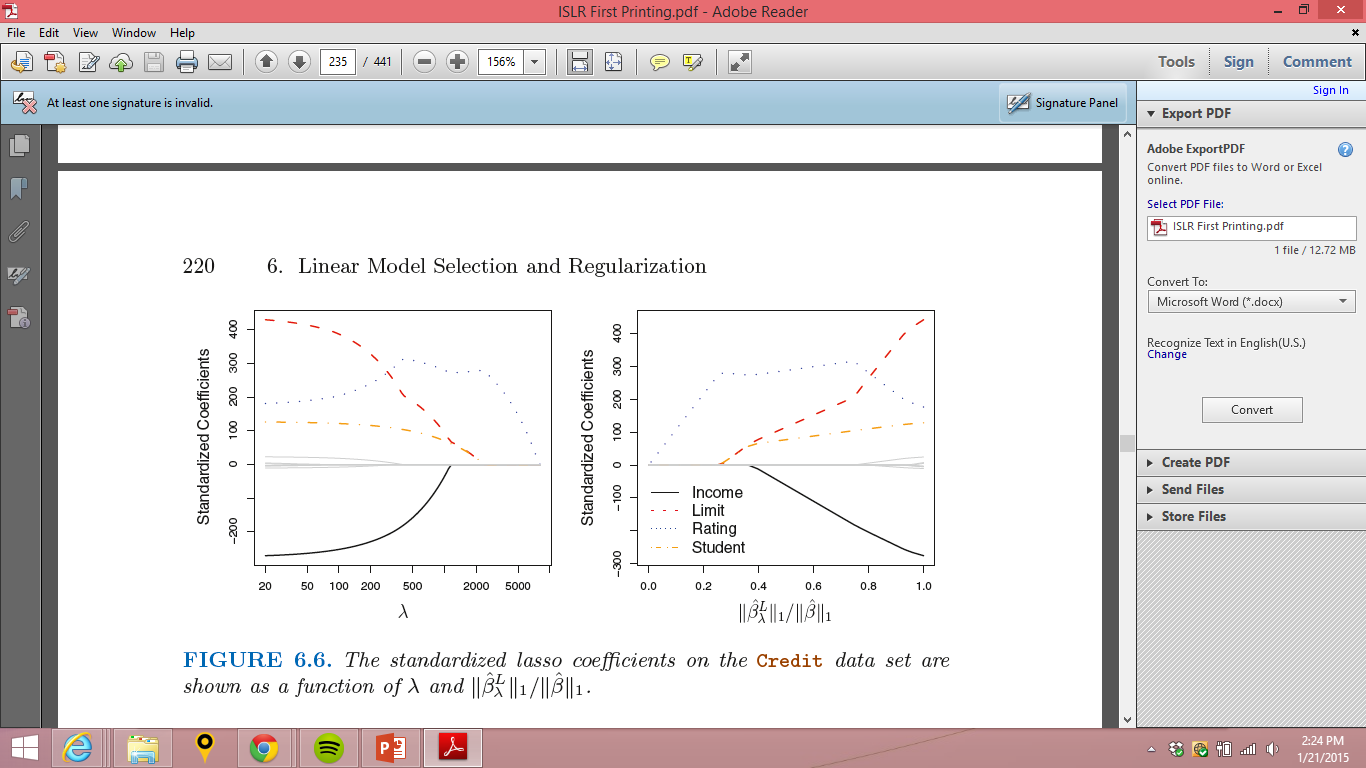 ISLR First Printing.pdf - Adobe Reader
File Edit View Window Help
235 / 441 156% Tools Sign Comment
At least one signature is invalid.
Signature Panel
Sign In
Export PDF
Adobe ExportPDF
Convert PDF files to Word or Excel
online.
Select PDF File:
ISLR First Printing.pdf
1 file / 12.72 MB
Convert To:
Microsoft Word (*.docx)
Recognize Text in English(U.S.)
Change
Convert
Create PDF
Send Files
Store Files
220 6. Linear Model Selection and Regularization
Standardized Coefficients
400
300
200
100
0
−200
20 50 100 200 500 2000 5000
λ
Standardized Coefficients
400
300
200
100
0
−100
−300
Income
Limit
Rating
Student
0.0 0.2 0.4 0.6 0.8 1.0
‖β̂λL‖1/‖β̂‖1
FIGURE 6.6. The standardized lasso coefficients on the Credit data set are
shown as a function of λ and ‖β̂λL‖1/‖β̂‖1.
2:24 PM
1/21/2015